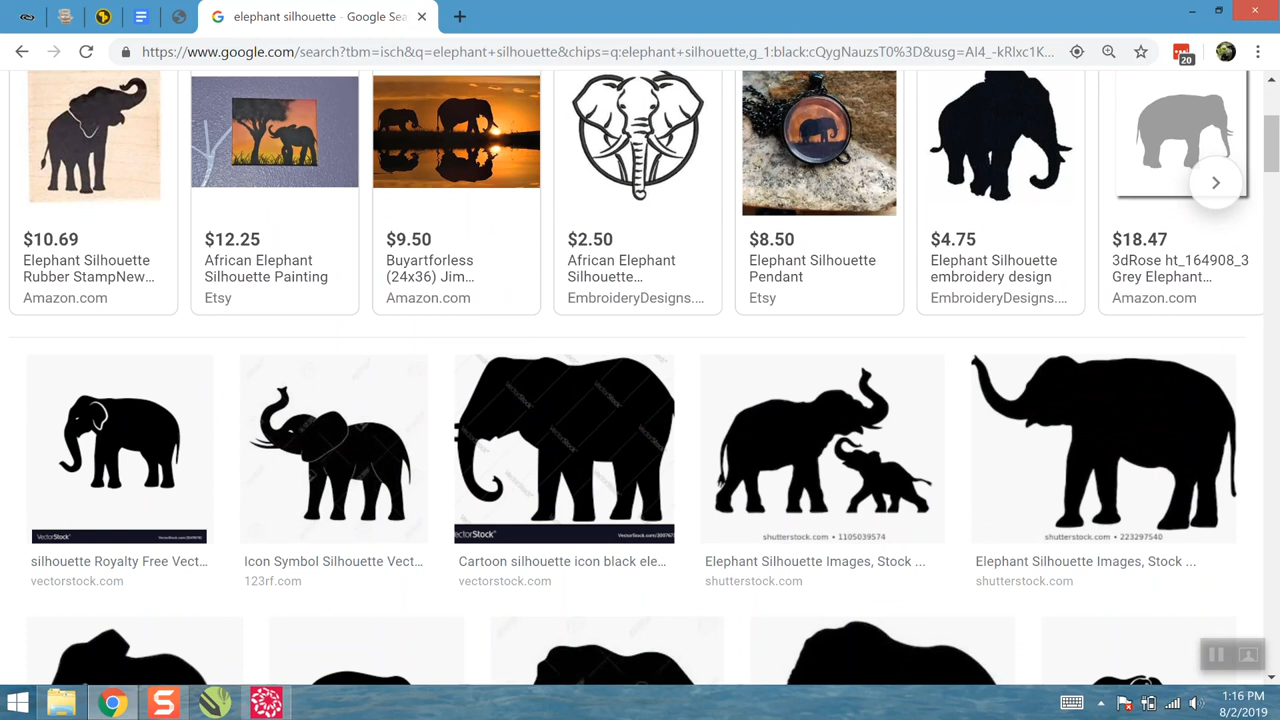 elephant silhouette - Google Sea
https://www.google.com/search?tbm=isch&q=elephant+silhouette&chips=q:elephant+silhouette,g_1:black:cQygNauzsT0%3D&usg=AI4_-kRlxc1K...
20
$10.69
Elephant Silhouette
Rubber StampNew...
Amazon.com
$12.25
African Elephant
Silhouette Painting
Etsy
$9.50
Buyartforless
(24x36) Jim...
Amazon.com
$2.50
African Elephant
Silhouette...
EmbroideryDesigns....
$8.50
Elephant Silhouette
Pendant
Etsy
$4.75
Elephant Silhouette
embroidery design
EmbroideryDesigns....
$18.47
3dRose ht_164908_3
Grey Elephant...
Amazon.com
VectorStock
silhouette Royalty Free Vect...
vectorstock.com
Icon Symbol Silhouette Vect...
123rf.com
VectorStock
VectorStock
VectorStock
ectorStock
Cartoon silhouette icon black ele...
vectorstock.com
shutterstock.com • 1105039574
Elephant Silhouette Images, Stock ...
shutterstock.com
shutterstock.com • 223297540
Elephant Silhouette Images, Stock ...
shutterstock.com
1:16 PM
8/2/2019